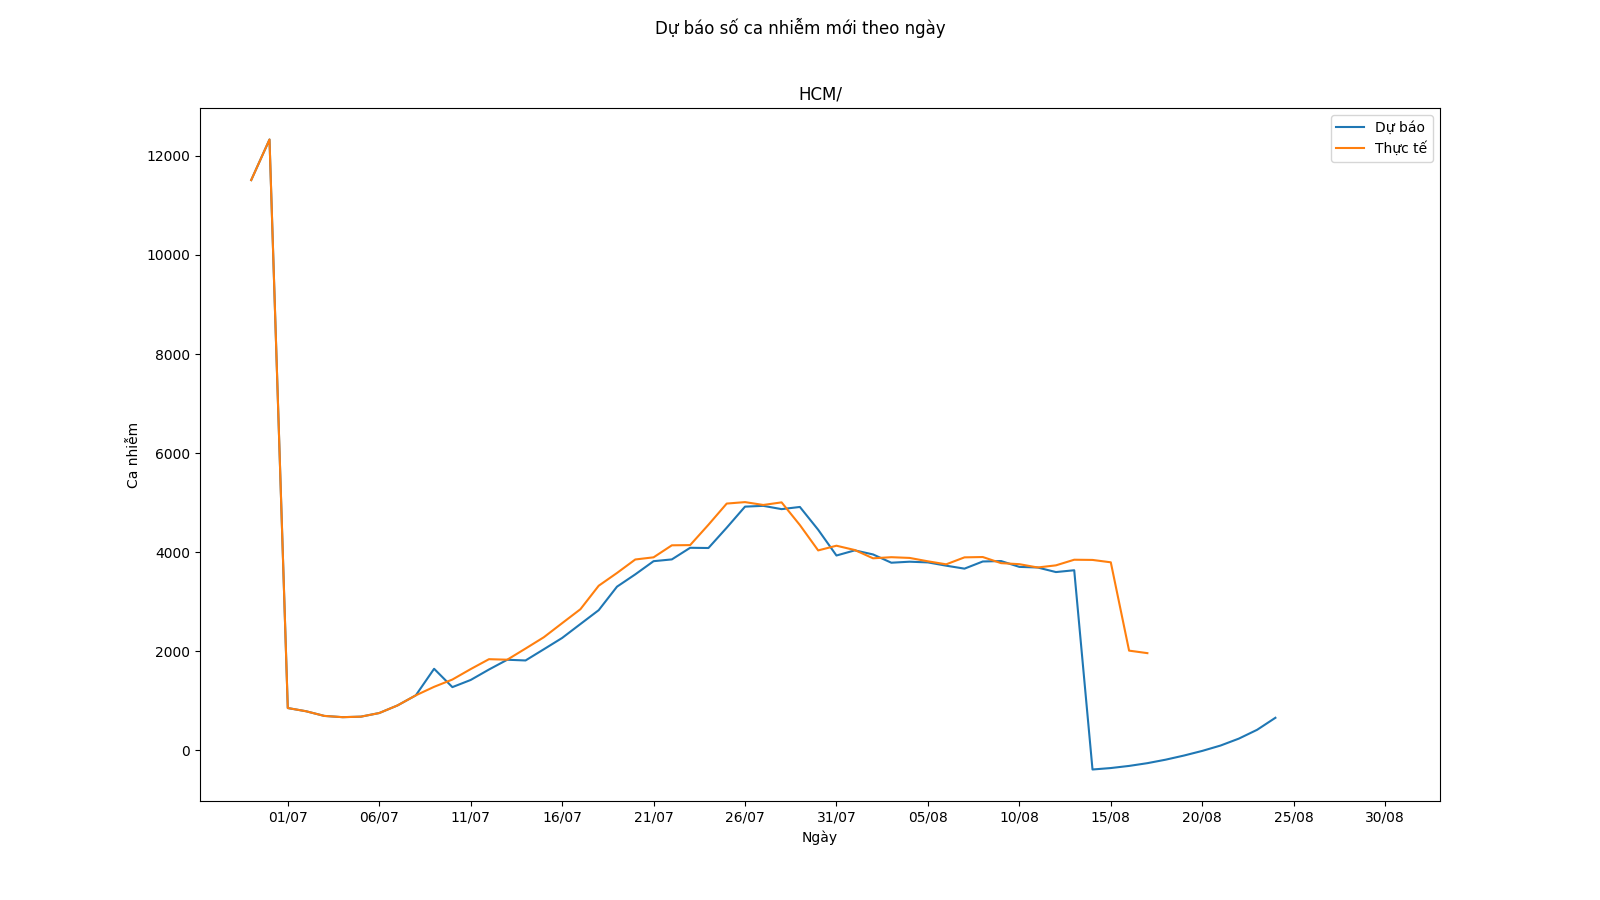 Dự báo số ca nhiễm mới theo ngày
HCM/
Dự báo
Thực tế
12000
10000
8000
6000
4000
2000
0
Ca nhiễm
01/07 06/07 11/07 16/07 21/07 26/07 31/07 05/08 10/08 15/08 20/08 25/08 30/08
Ngày